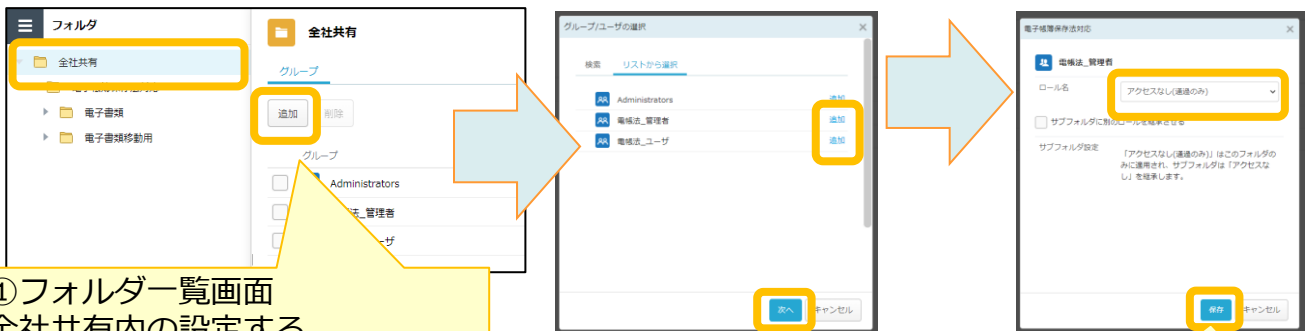 フォルダ
全社共有
電子書類
電子書類移動用
全社共有
グループ
追加
削除
グループ
Administrators
管理者
①フォルダ一覧画面
全社共有内の設定する
グループ/ユーザの選択
検索
リストから選択
Administrators
追加
電帳法_管理者
追加
電帳法_ユーザ
追加
次へ
キャンセル
電子帳簿保存法対応
電帳法_管理者
ロール名
アクセスなし(通過のみ)
サブフォルダに別のロールを継承させる
サブフォルダ設定
「アクセスなし(通過のみ)」はこのフォルダの
みに適用され、サブフォルダは「アクセスな
し」を継承します。
保存
キャンセル